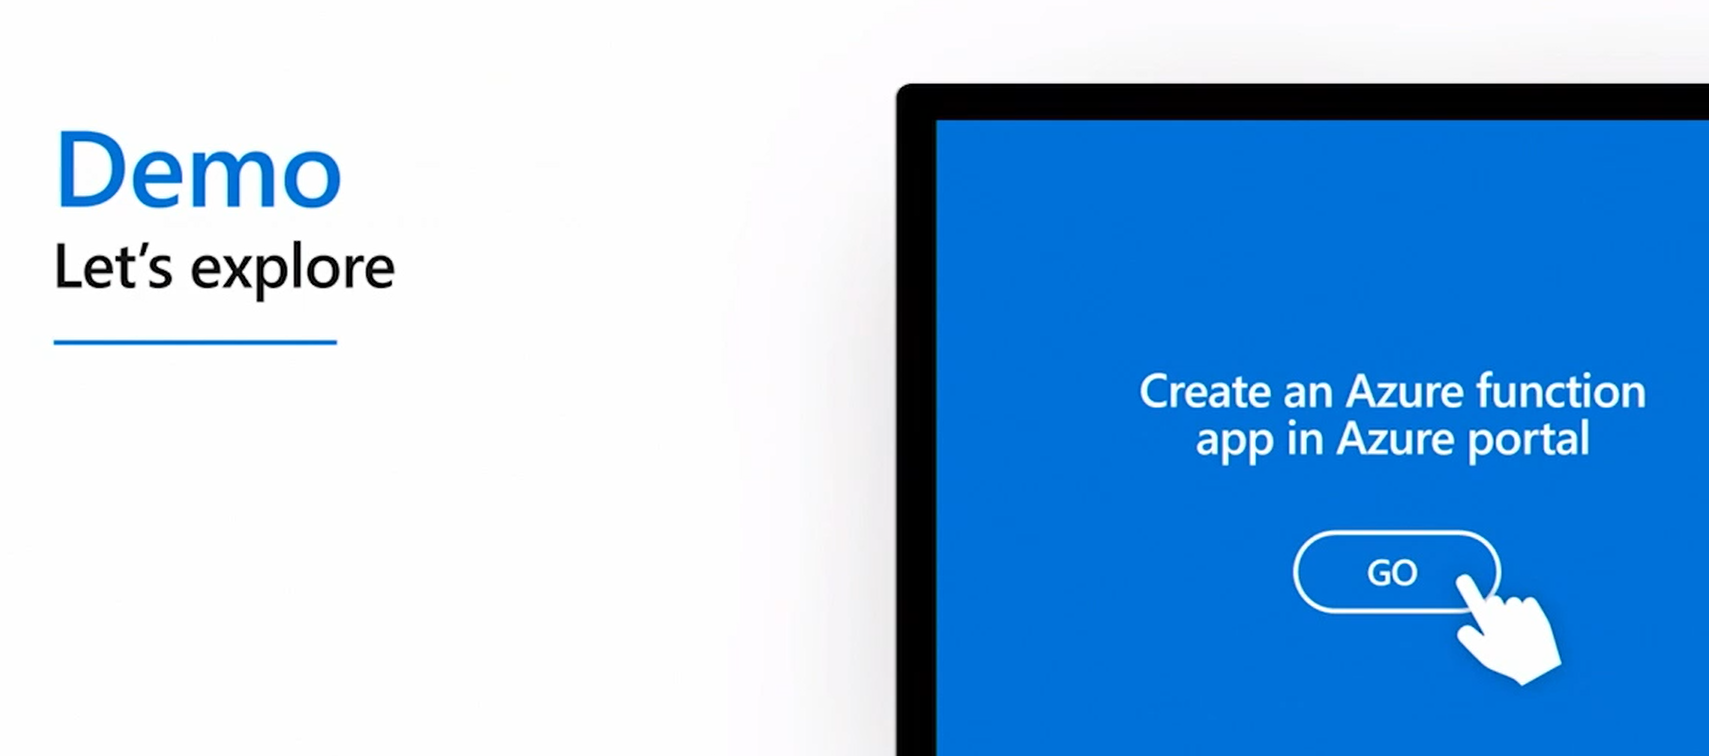 Demo
Let’s explore
Create an Azure function
app in Azure portal
GO